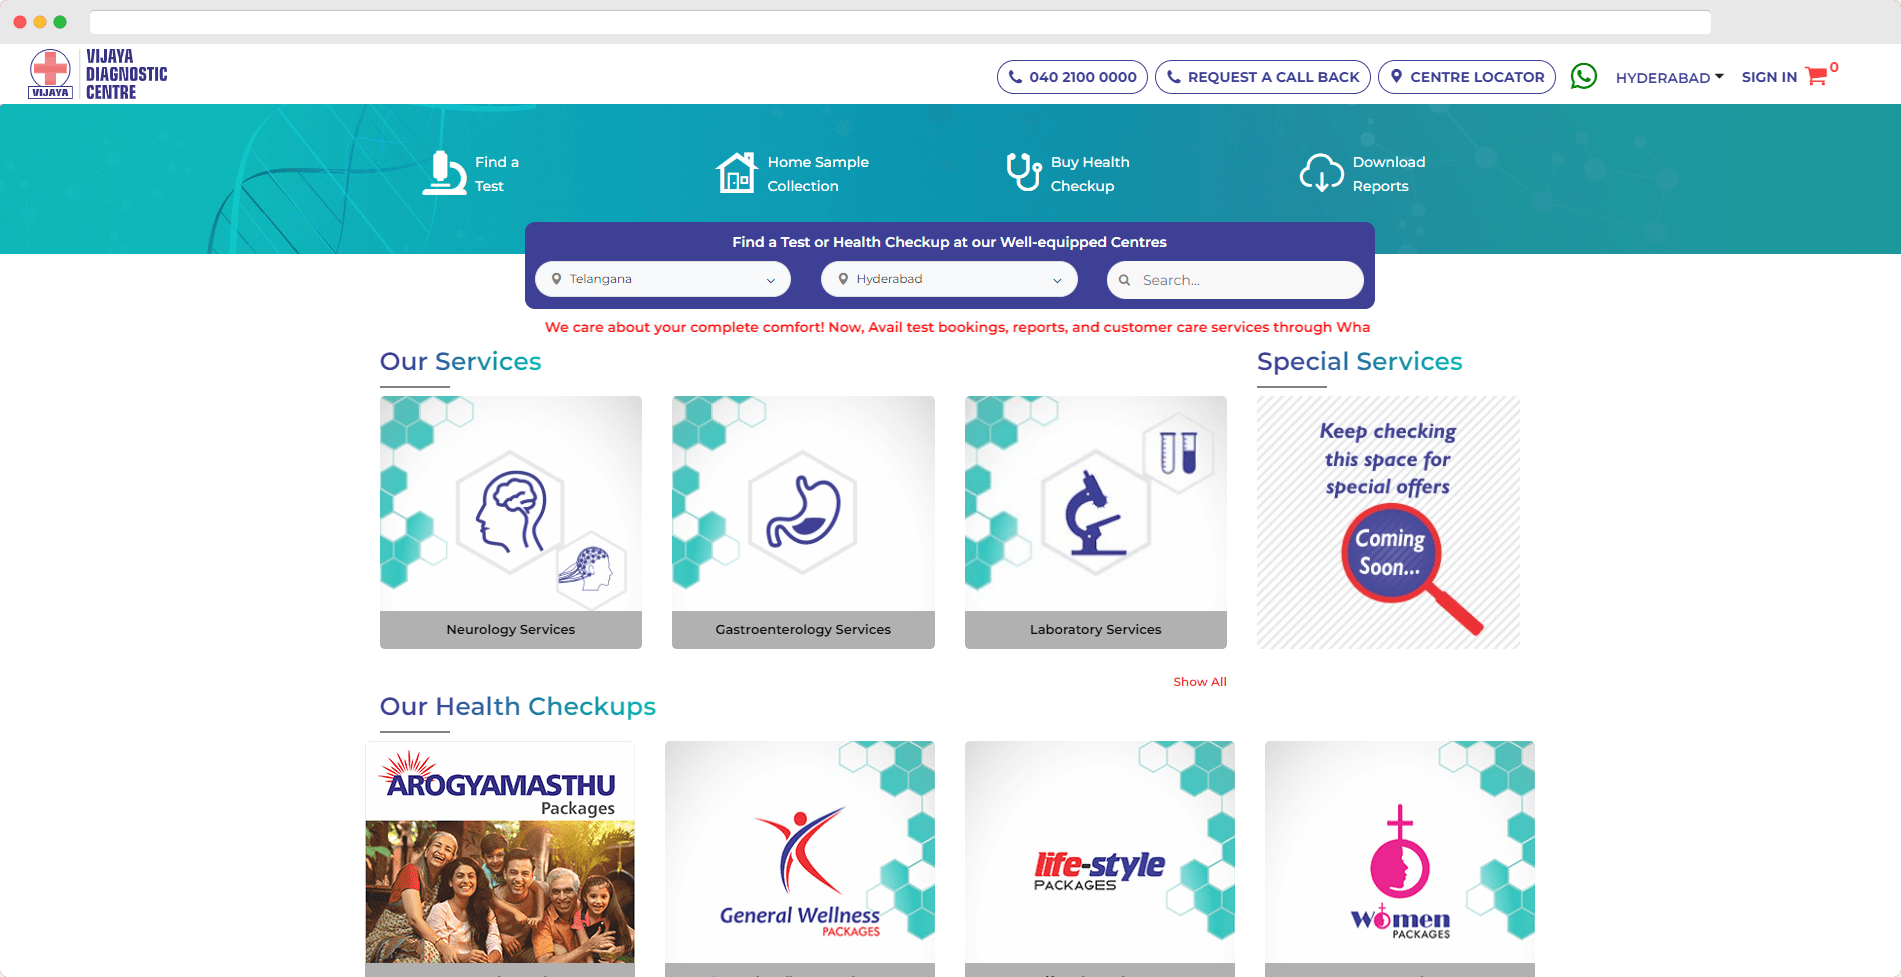 VIJAYA
DIAGNOSTIC
CENTRE
VIJAYA
040 2100 0000
REQUEST A CALL BACK
CENTRE LOCATOR
HYDERABAD
SIGN IN
0
Find a
Test
Home Sample
Collection
Buy Health
Checkup
Download
Reports
Find a Test or Health Checkup at our Well-equipped Centres
Telangana
Hyderabad
Search...
We care about your complete comfort! Now, Avail test bookings, reports, and customer care services through Wha
Our Services
Special Services
Keep checking
this space for
special offers
Coming
Soon...
Neurology Services
Gastroenterology Services
Laboratory Services
Show All
Our Health Checkups
AROGYAMASTHU
Packages
General Wellness
PACKAGES
life-style
PACKAGES
Women
PACKAGES